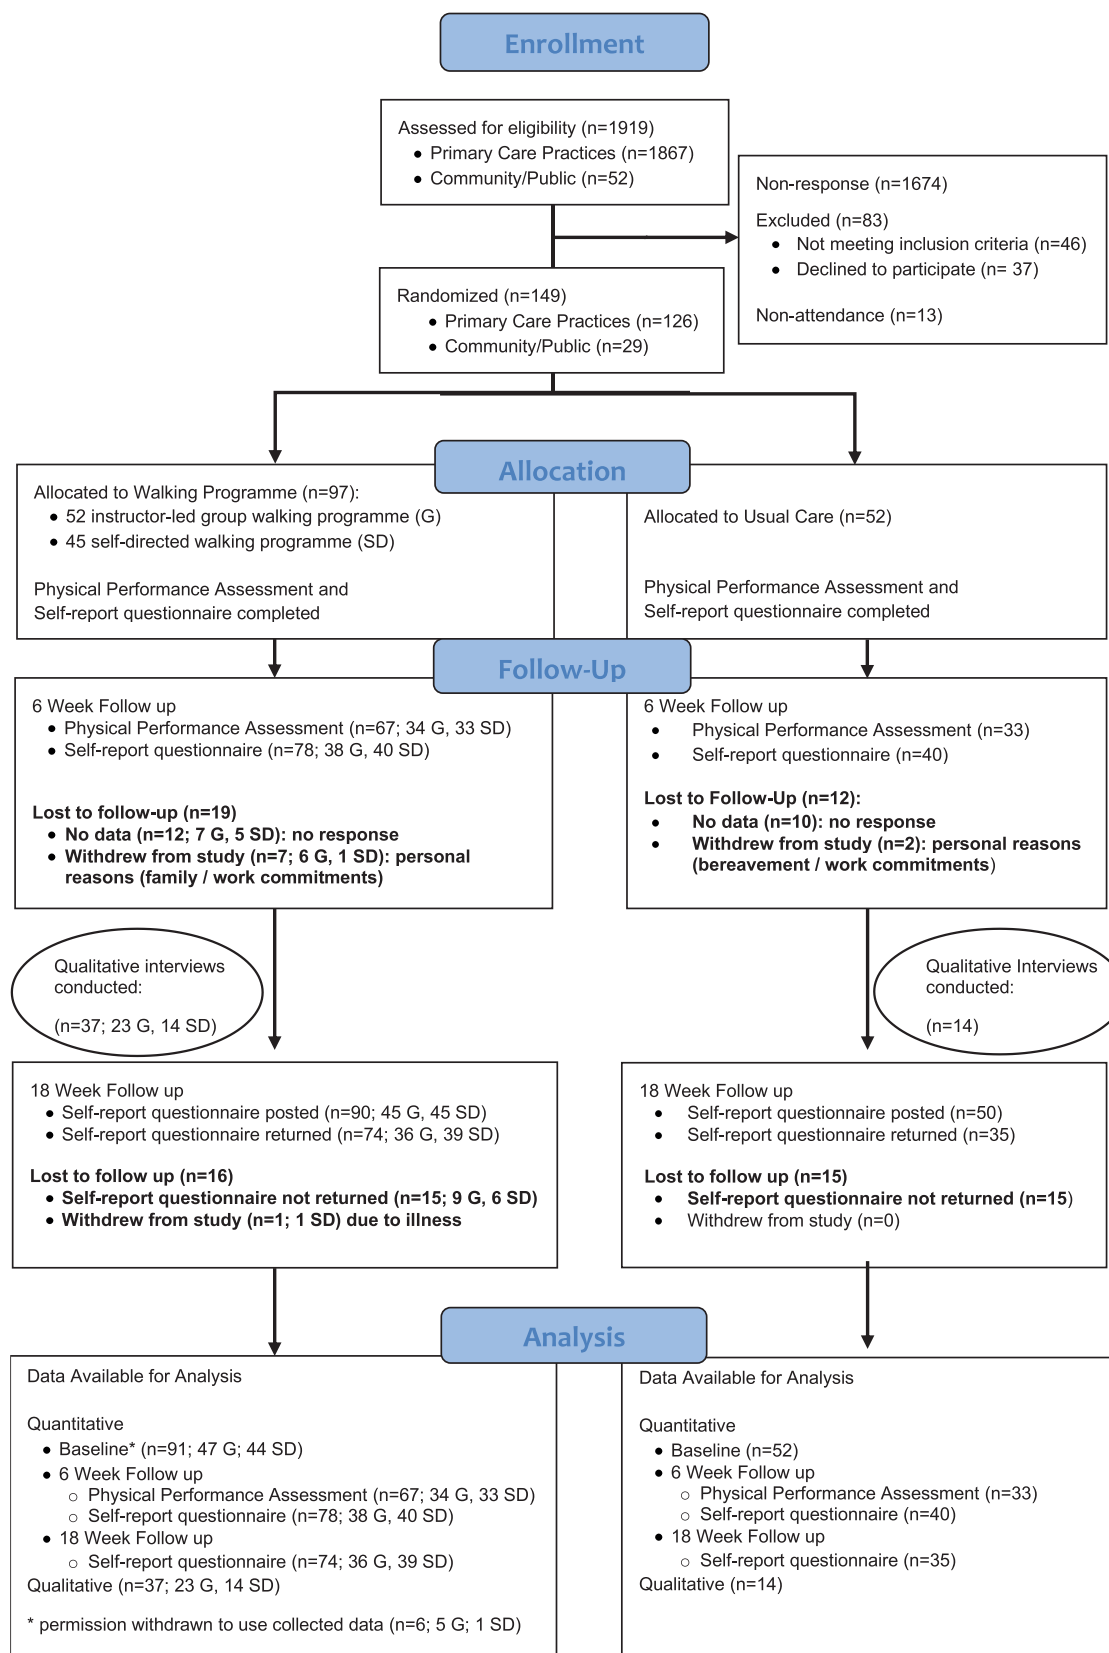 Enrollment
Assessed for eligibility (n=1919)
● Primary Care Practices (n=1867)
● Community/Public (n=52)
Non-response (n=1674)
Excluded (n=83)
● Not meeting inclusion criteria (n=46)
● Declined to participate (n= 37)
Non-attendance (n=13)
Randomized (n=149)
● Primary Care Practices (n=126)
● Community/Public (n=29)
Allocation
Allocated to Walking Programme (n=97):
● 52 instructor-led group walking programme (G)
● 45 self-directed walking programme (SD)
Physical Performance Assessment and
Self-report questionnaire completed
Allocated to Usual Care (n=52)
Physical Performance Assessment and
Self-report questionnaire completed
Follow-Up
6 Week Follow up
● Physical Performance Assessment (n=67; 34 G, 33 SD)
● Self-report questionnaire (n=78; 38 G, 40 SD)
Lost to follow-up (n=19)
● No data (n=12; 7 G, 5 SD): no response
● Withdrew from study (n=7; 6 G, 1 SD): personal
reasons (family / work commitments)
6 Week Follow up
● Physical Performance Assessment (n=33)
● Self-report questionnaire (n=40)
Lost to Follow-Up (n=12):
● No data (n=10): no response
● Withdrew from study (n=2): personal reasons
(bereavement / work commitments)
Qualitative interviews
conducted:
(n=37; 23 G, 14 SD)
Qualitative Interviews
conducted:
(n=14)
18 Week Follow up
● Self-report questionnaire posted (n=90; 45 G, 45 SD)
● Self-report questionnaire returned (n=74; 36 G, 39 SD)
Lost to follow up (n=16)
● Self-report questionnaire not returned (n=15; 9 G, 6 SD)
● Withdrew from study (n=1; 1 SD) due to illness
18 Week Follow up
● Self-report questionnaire posted (n=50)
● Self-report questionnaire returned (n=35)
Lost to follow up (n=15)
● Self-report questionnaire not returned (n=15)
● Withdrew from study (n=0)
Analysis
Data Available for Analysis
Quantitative
● Baseline* (n=91; 47 G; 44 SD)
● 6 Week Follow up
○ Physical Performance Assessment (n=67; 34 G, 33 SD)
○ Self-report questionnaire (n=78; 38 G, 40 SD)
● 18 Week Follow up
○ Self-report questionnaire (n=74; 36 G, 39 SD)
Qualitative (n=37; 23 G, 14 SD)
* permission withdrawn to use collected data (n=6; 5 G; 1 SD)
Data Available for Analysis
Quantitative
● Baseline (n=52)
● 6 Week Follow up
○ Physical Performance Assessment (n=33)
○ Self-report questionnaire (n=40)
● 18 Week Follow up
○ Self-report questionnaire (n=35)
Qualitative (n=14)